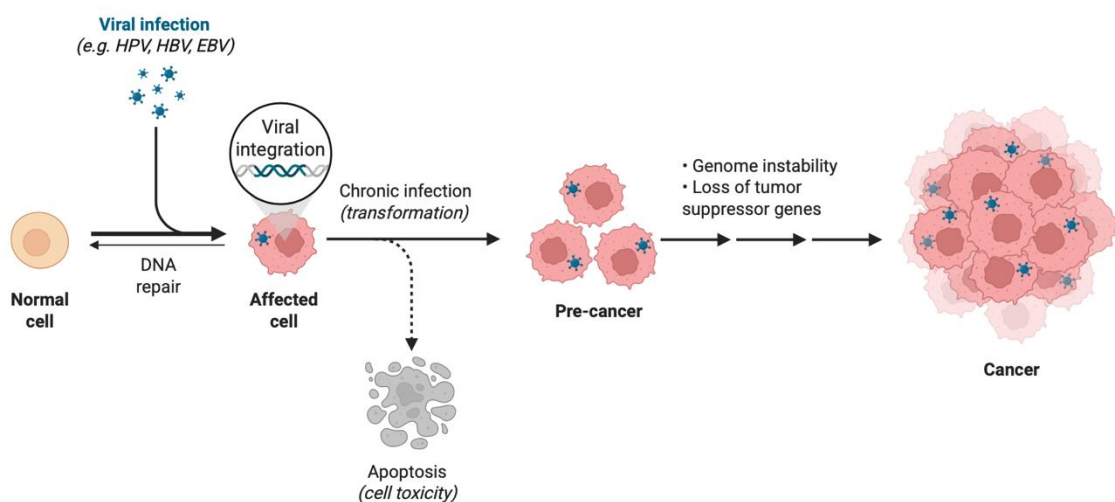 Viral infection
(e.g. HPV, HBV, EBV)
Viral
integration
Chronic infection
(transformation)
• Genome instability
• Loss of tumor
suppressor genes
DNA
repair
Normal
cell
Affected
cell
Pre-cancer
Cancer
Apoptosis
(cell toxicity)